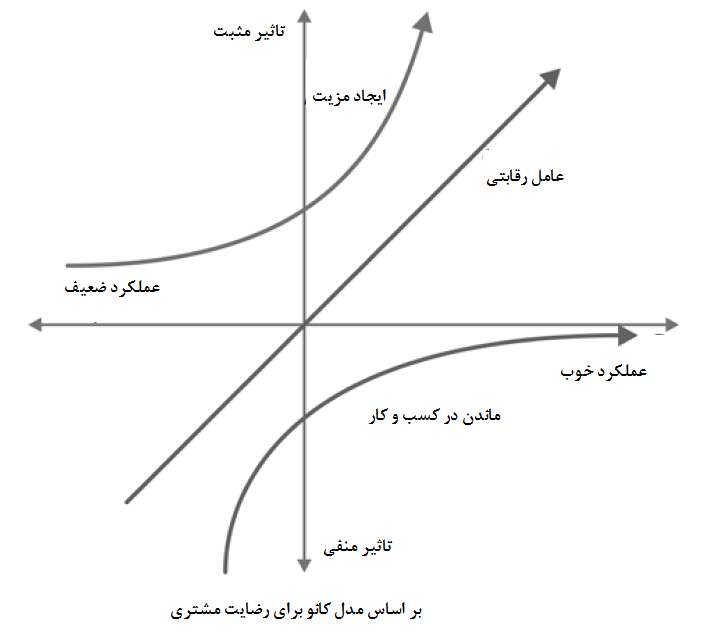 تاثیر مثبت
ایجاد مزیت
عامل رقابتی
عملکرد ضعیف
عملکرد خوب
ماندن در کسب و کار
تاثیر منفی
بر اساس مدل کانو برای رضایت مشتری